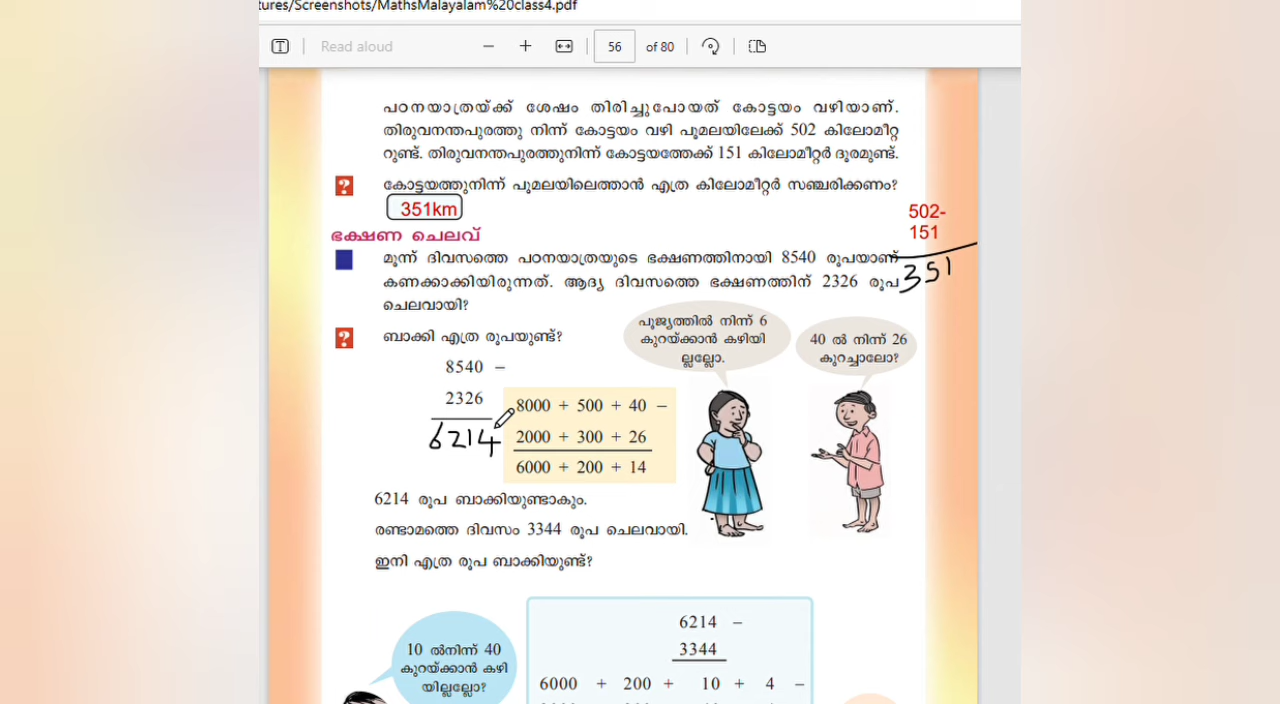 tures/Screenshots/MathsMalayalam%20class4.pdf
T Read aloud − + 56 of 80
പഠനയാത്രയ്ക്ക് ശേഷം തിരിച്ചുപോയത് കോട്ടയം വഴിയാണ്.
തിരുവനന്തപുരത്തു നിന്ന് കോട്ടയം വഴി പൂമലയിലേക്ക് 502 കിലോമീറ്റ
റുണ്ട്. തിരുവനന്തപുരത്തുനിന്ന് കോട്ടയത്തേക്ക് 151 കിലോമീറ്റർ ദൂരമുണ്ട്.
? കോട്ടയത്തുനിന്ന് പൂമലയിലെത്താൻ എത്ര കിലോമീറ്റർ സഞ്ചരിക്കണം?
351km
502-
151
351
ഭക്ഷണ ചെലവ്
മൂന്ന് ദിവസത്തെ പഠനയാത്രയുടെ ഭക്ഷണത്തിനായി 8540 രൂപയാണ്
കണക്കാക്കിയിരുന്നത്. ആദ്യ ദിവസത്തെ ഭക്ഷണത്തിന് 2326 രൂപ
ചെലവായി?
? ബാക്കി എത്ര രൂപയുണ്ട്?
പൂജ്യത്തിൽ നിന്ന് 6
കുറയ്ക്കാൻ കഴിയി
ല്ലല്ലോ.
40 ൽ നിന്ന് 26
കുറച്ചാലോ?
8540 −
2326
6214
8000 + 500 + 40 −
2000 + 300 + 26
6000 + 200 + 14
6214 രൂപ ബാക്കിയുണ്ടാകും.
രണ്ടാമത്തെ ദിവസം 3344 രൂപ ചെലവായി.
ഇനി എത്ര രൂപ ബാക്കിയുണ്ട്?
10 ൽനിന്ന് 40
കുറയ്ക്കാൻ കഴി
യില്ലല്ലോ?
6214 −
3344
6000 + 200 + 10 + 4 −